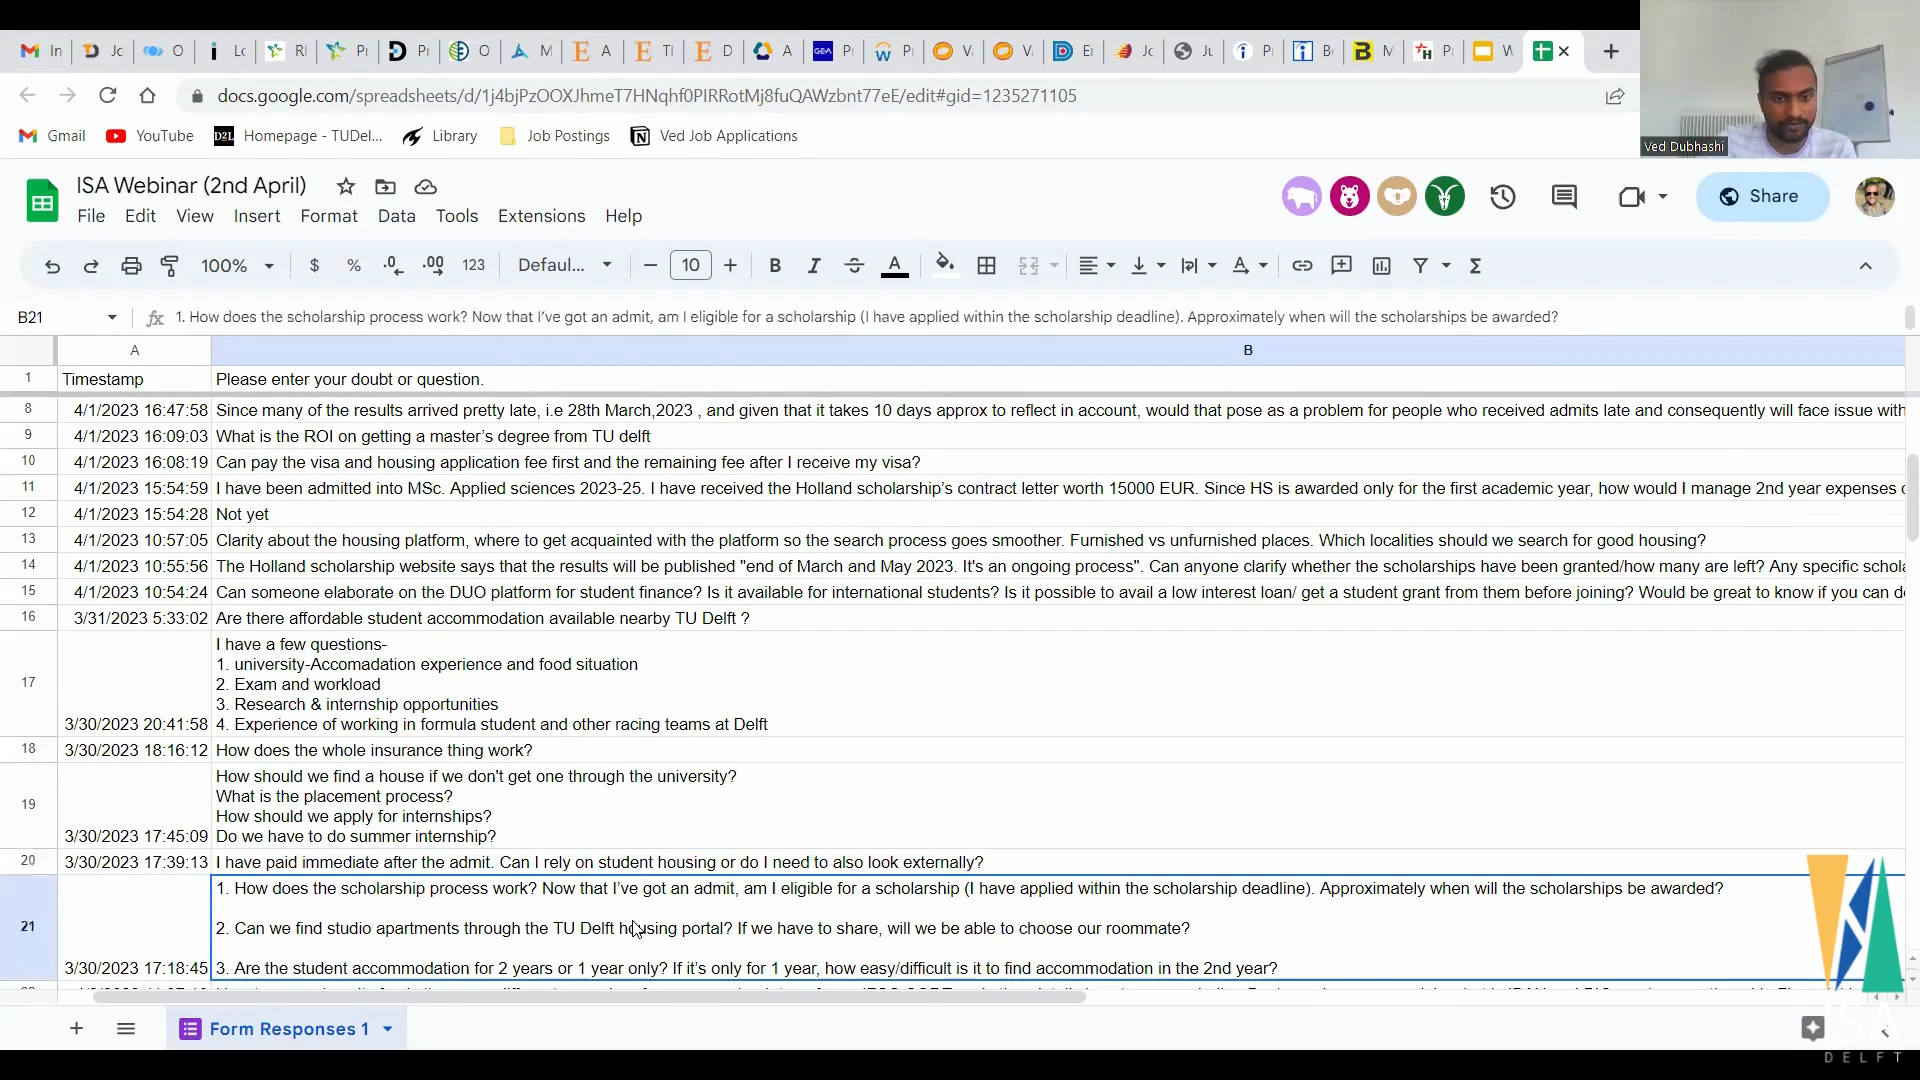 In
Jc
O
Lc
RI
Pr
Pr
O
M
A
TI
D
A
Pi
Pi
Vi
Vi
Ei
Jc
Ju
Pi
B
M
Pi
W
docs.google.com/spreadsheets/d/1j4bjPzOOXJhmeT7HNqhf0PIRRotMj8fuQAWzbnt77eE/edit#gid=1235271105
Gmail YouTube Homepage - TUDel... Library Job Postings Ved Job Applications
Ved Dubhashi
ISA Webinar (2nd April)
File Edit View Insert Format Data Tools Extensions Help
Share
100% $ % .0 .00 123 Defaul... 10 B I S A
B21 fx 1. How does the scholarship process work? Now that I've got an admit, am I eligible for a scholarship (I have applied within the scholarship deadline). Approximately when will the scholarships be awarded?
A B
1 Timestamp Please enter your doubt or question.
8 4/1/2023 16:47:58 Since many of the results arrived pretty late, i.e 28th March,2023 , and given that it takes 10 days approx to reflect in account, would that pose as a problem for people who received admits late and consequently will face issue with
9 4/1/2023 16:09:03 What is the ROI on getting a master's degree from TU delft
10 4/1/2023 16:08:19 Can pay the visa and housing application fee first and the remaining fee after I receive my visa?
11 4/1/2023 15:54:59 I have been admitted into MSc. Applied sciences 2023-25. I have received the Holland scholarship's contract letter worth 15000 EUR. Since HS is awarded only for the first academic year, how would I manage 2nd year expenses
12 4/1/2023 15:54:28 Not yet
13 4/1/2023 10:57:05 Clarity about the housing platform, where to get acquainted with the platform so the search process goes smoother. Furnished vs unfurnished places. Which localities should we search for good housing?
14 4/1/2023 10:55:56 The Holland scholarship website says that the results will be published "end of March and May 2023. It's an ongoing process". Can anyone clarify whether the scholarships have been granted/how many are left? Any specific schola
15 4/1/2023 10:54:24 Can someone elaborate on the DUO platform for student finance? Is it available for international students? Is it possible to avail a low interest loan/ get a student grant from them before joining? Would be great to know if you can de
16 3/31/2023 5:33:02 Are there affordable student accommodation available nearby TU Delft ?
I have a few questions-
1. university-Accomadation experience and food situation
17 2. Exam and workload
3. Research & internship opportunities
3/30/2023 20:41:58 4. Experience of working in formula student and other racing teams at Delft
18 3/30/2023 18:16:12 How does the whole insurance thing work?
How should we find a house if we don't get one through the university?
What is the placement process?
19 How should we apply for internships?
3/30/2023 17:45:09 Do we have to do summer internship?
20 3/30/2023 17:39:13 I have paid immediate after the admit. Can I rely on student housing or do I need to also look externally?
1. How does the scholarship process work? Now that I've got an admit, am I eligible for a scholarship (I have applied within the scholarship deadline). Approximately when will the scholarships be awarded?
21 2. Can we find studio apartments through the TU Delft housing portal? If we have to share, will we be able to choose our roommate?
3/30/2023 17:18:45 3. Are the student accommodation for 2 years or 1 year only? If it's only for 1 year, how easy/difficult is it to find accommodation in the 2nd year?
Form Responses 1
ISA
DELFT